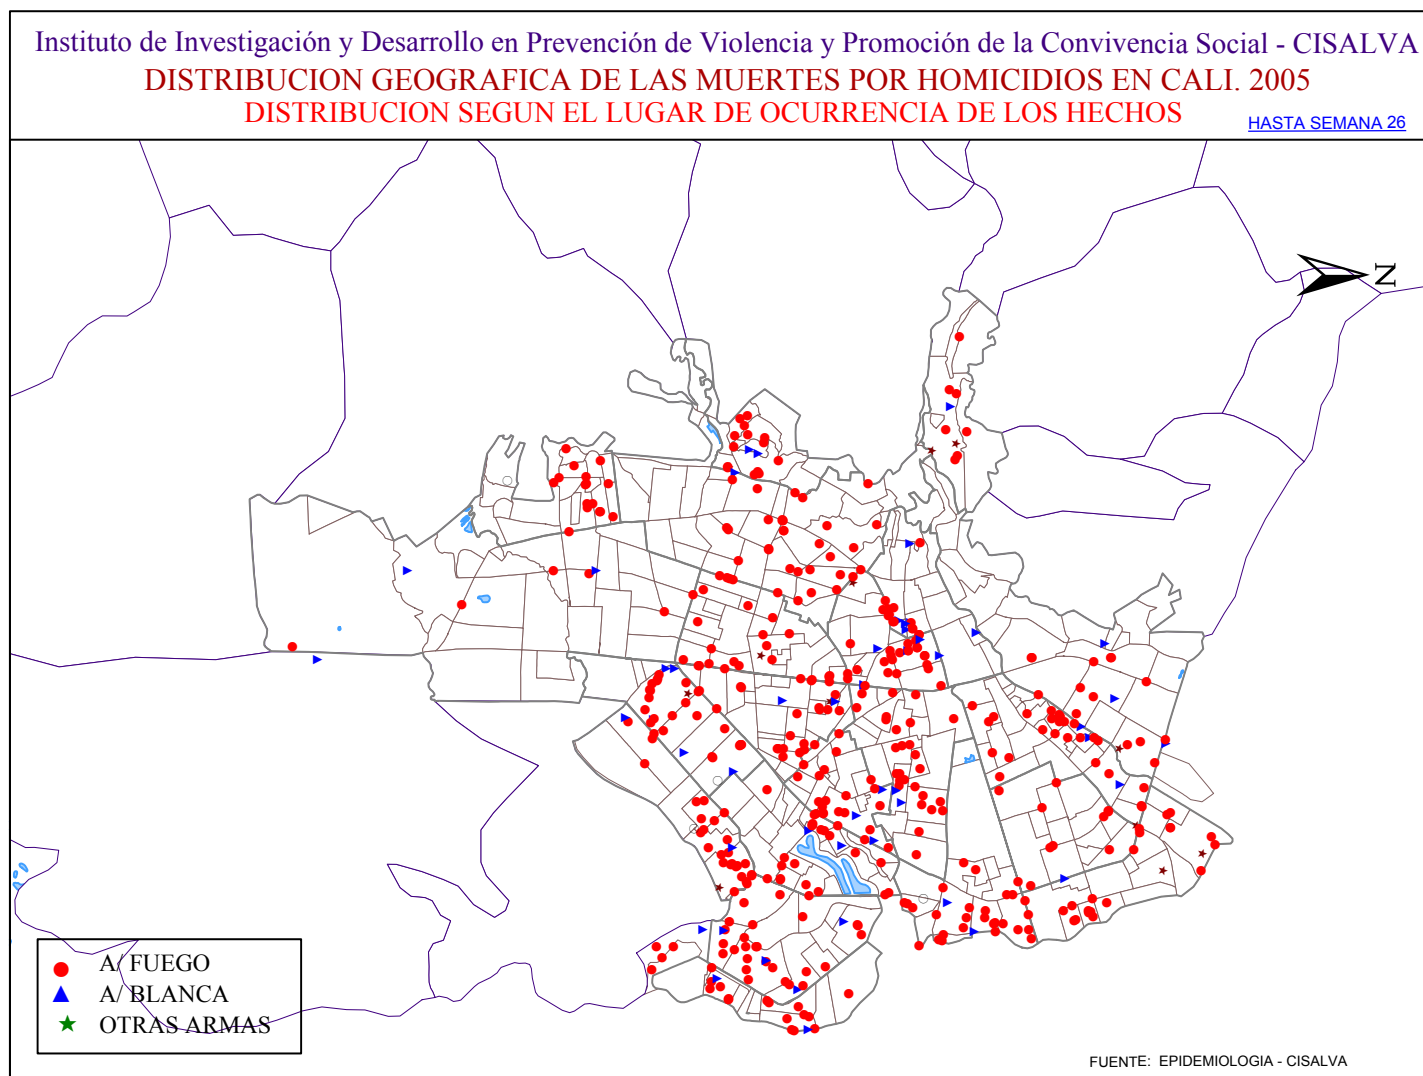 Instituto de Investigación y Desarrollo en Prevención de Violencia y Promoción de la Convivencia Social - CISALVA
DISTRIBUCION GEOGRAFICA DE LAS MUERTES POR HOMICIDIOS EN CALI. 2005
DISTRIBUCION SEGUN EL LUGAR DE OCURRENCIA DE LOS HECHOS
HASTA SEMANA 26
N
A/ FUEGO
A/ BLANCA
OTRAS ARMAS
FUENTE: EPIDEMIOLOGIA - CISALVA